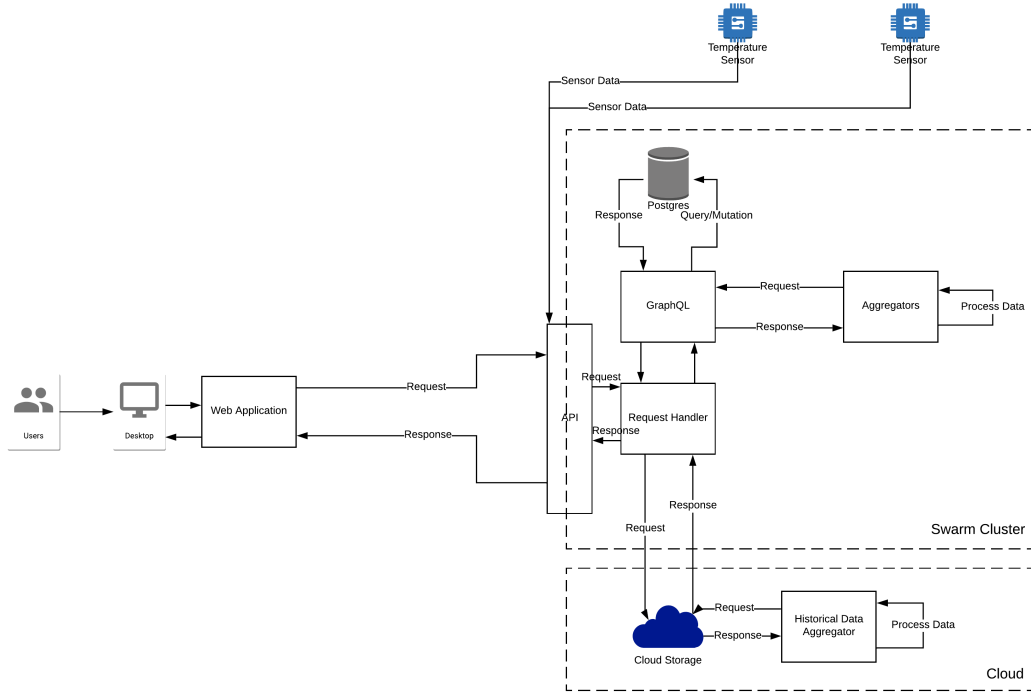 Temperature
Sensor
Temperature
Sensor
Sensor Data
Sensor Data
Postgres
Response
Query/Mutation
GraphQL
Request
Response
Aggregators
Process Data
Request
API
Response
Request Handler
Users
Desktop
Web Application
Request
Response
Response
Request
Swarm Cluster
Request
Response
Cloud Storage
Historical Data
Aggregator
Process Data
Cloud